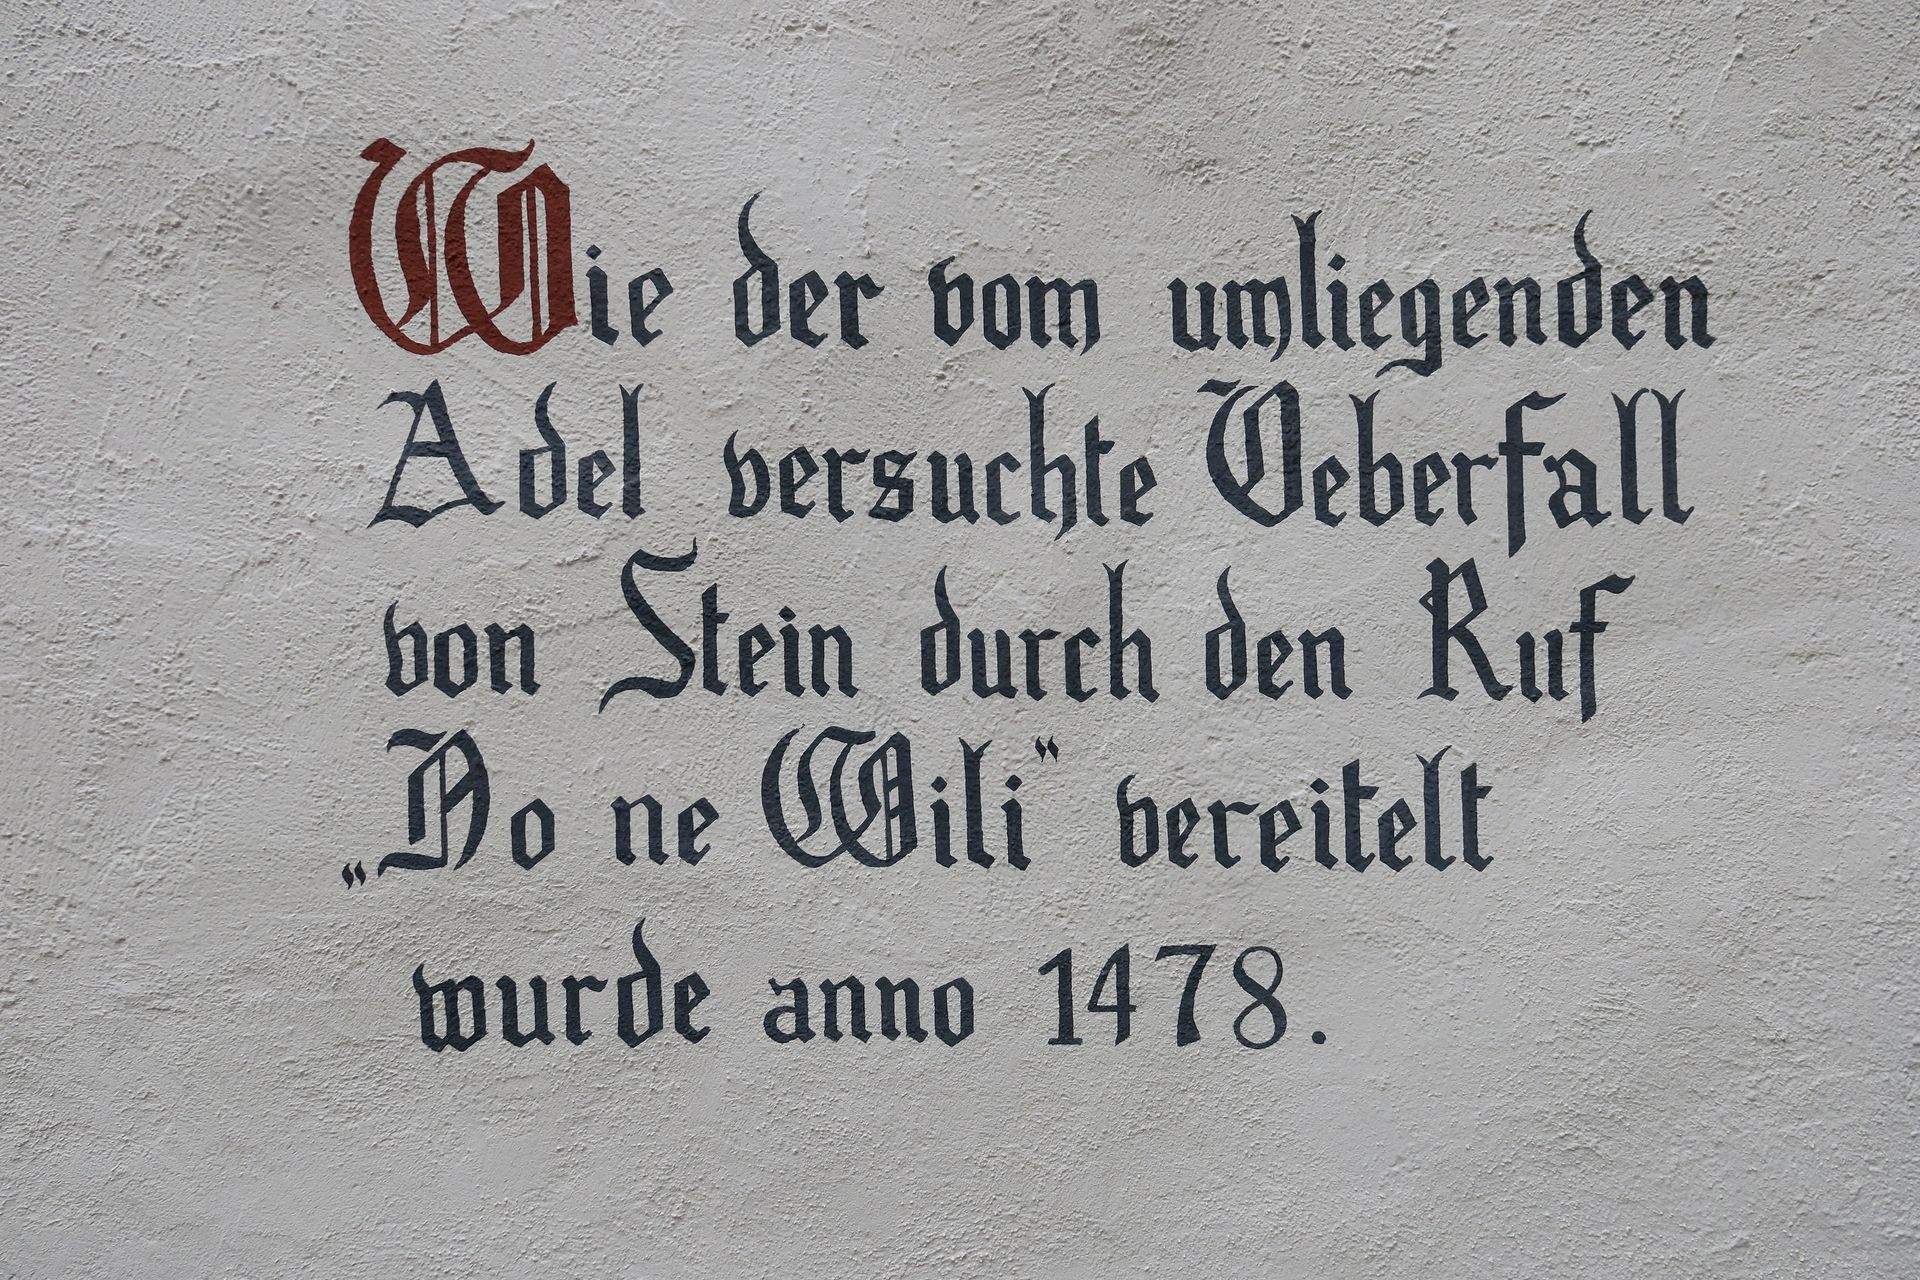 Wie der vom umliegenden
Adel versuchte Ueberfall
von Stein durch den Ruf
„No ne Wili“ vereitelt
wurde anno 1478.